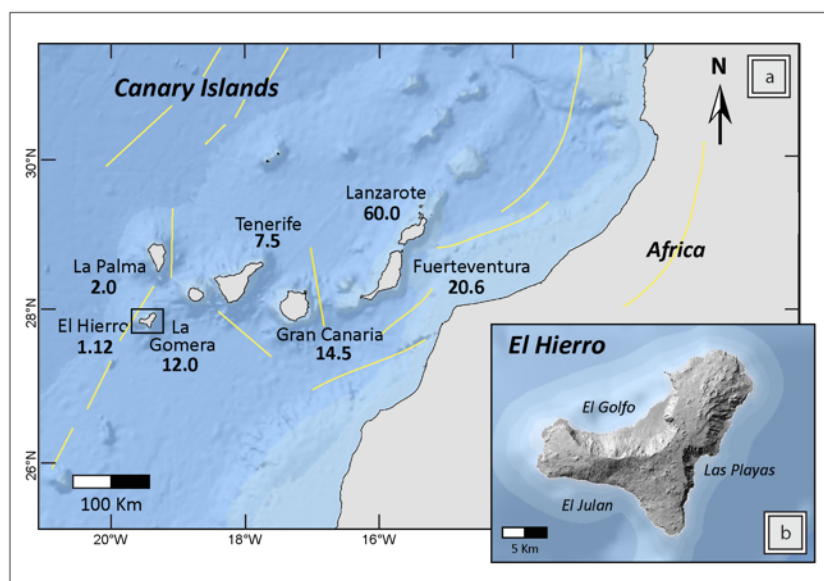 Canary Islands
N
a
30°N
Lanzarote
60.0
Tenerife
7.5
Africa
La Palma
2.0
Fuerteventura
20.6
28°N
El Hierro
1.12
La
Gomera
12.0
Gran Canaria
14.5
El Hierro
El Golfo
Las Playas
El Julan
26°N
100 Km
5 Km
b
20°W
18°W
16°W